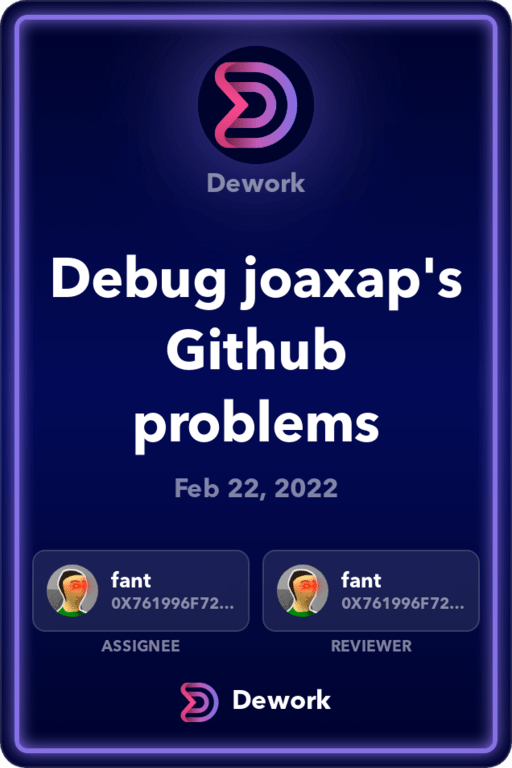 Dework
Debug joaxap's
Github
problems
Feb 22, 2022
fant
0X761996F72...
ASSIGNEE
fant
0X761996F72...
REVIEWER
Dework